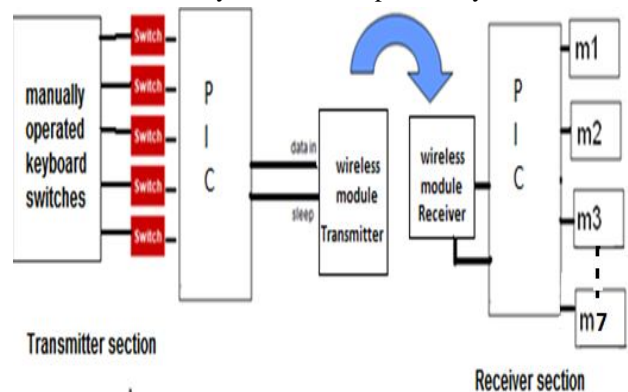 manually
operated
keyboard
switches
Switch
Switch
Switch
Switch
Switch
P
I
C
data in
sleep
wireless
module
Transmitter
wireless
module
Receiver
P
I
C
m1
m2
m3
m7
Transmitter section
Receiver section